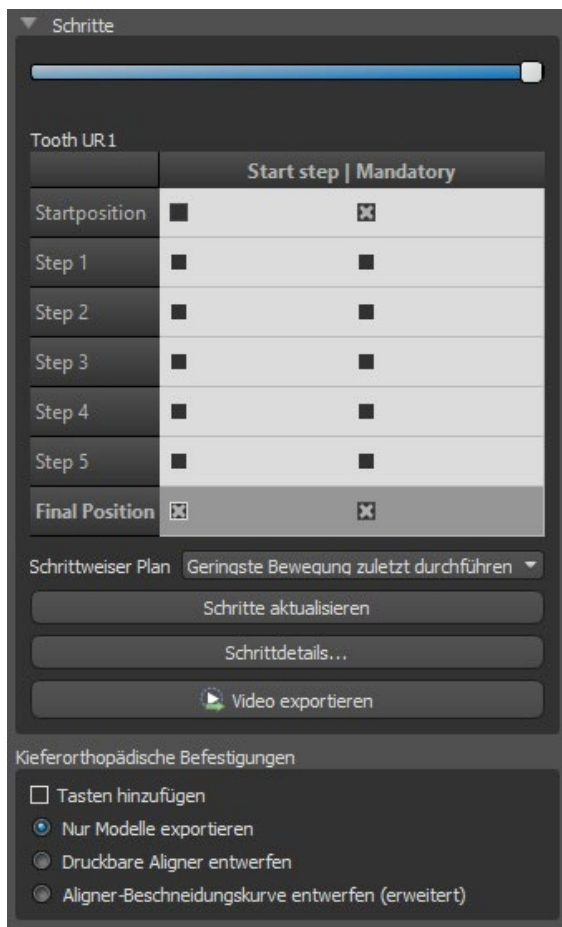 Schritte
Tooth UR1
Start step | Mandatory
Startposition
Step 1
Step 2
Step 3
Step 4
Step 5
Final Position
Schrittweiser Plan Geringste Bewegung zuletzt durchführen
Schritte aktualisieren
Schrittdetails...
Video exportieren
Kieferorthopädische Befestigungen
Tasten hinzufügen
Nur Modelle exportieren
Druckbare Aligner entwerfen
Aligner-Beschneidungskurve entwerfen (erweitert)